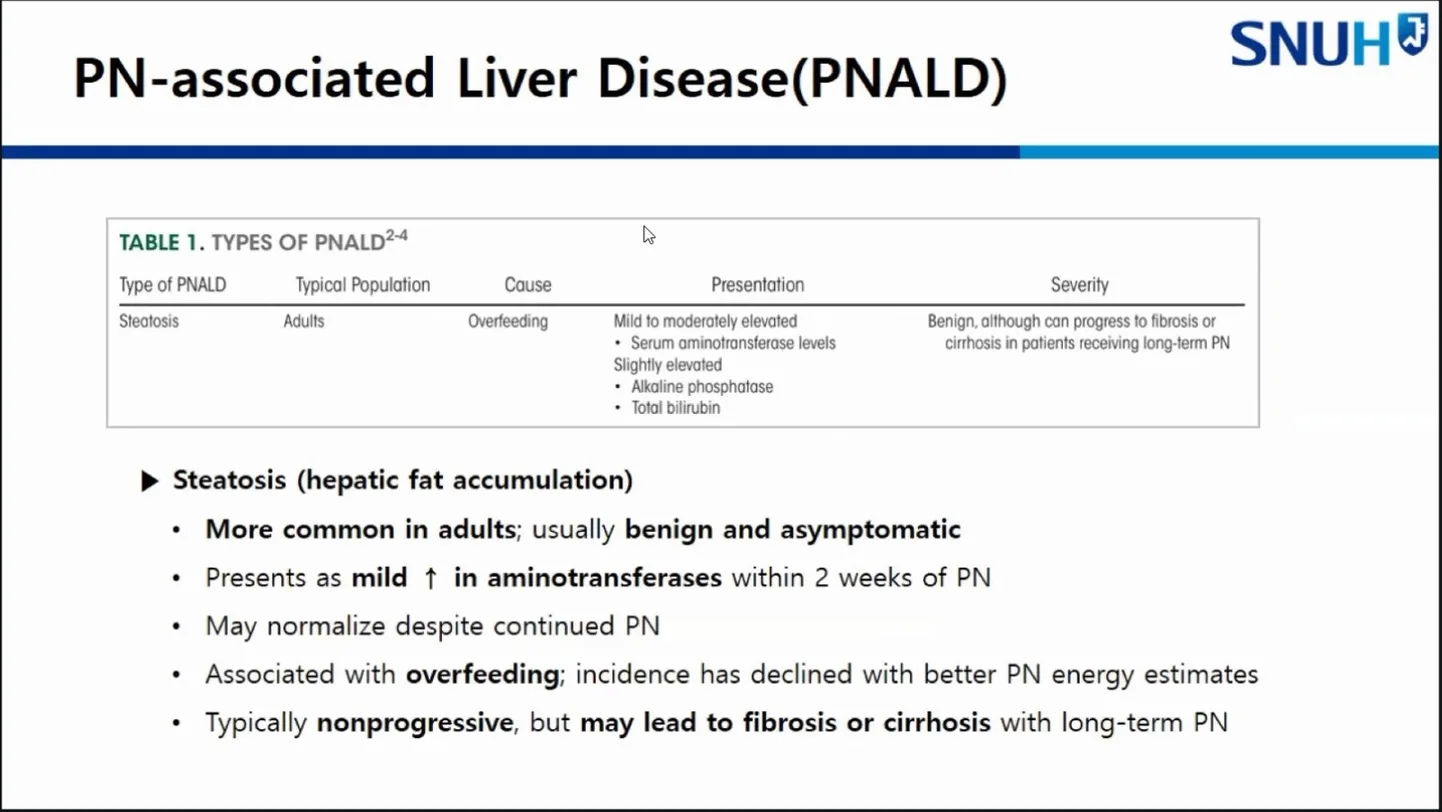 SNUH
PN-associated Liver Disease(PNALD)
TABLE 1. TYPES OF PNALD2-4
Type of PNALD Typical Population Cause Presentation Severity
Steatosis Adults Overfeeding Mild to moderately elevated Benign, although can progress to fibrosis or
• Serum aminotransferase levels cirrhosis in patients receiving long-term PN
Slightly elevated
• Alkaline phosphatase
• Total bilirubin
▶ Steatosis (hepatic fat accumulation)
• More common in adults; usually benign and asymptomatic
• Presents as mild ↑ in aminotransferases within 2 weeks of PN
• May normalize despite continued PN
• Associated with overfeeding; incidence has declined with better PN energy estimates
• Typically nonprogressive, but may lead to fibrosis or cirrhosis with long-term PN